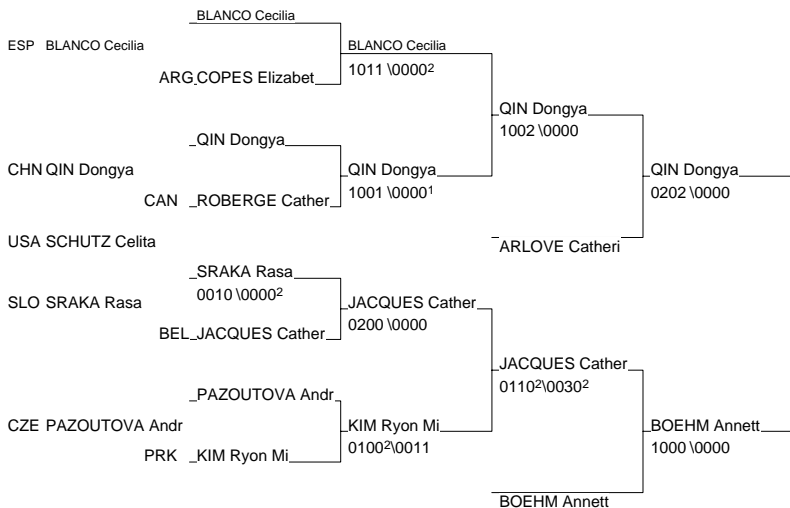 BLANCO Cecilia
ESP BLANCO Cecilia
BLANCO Cecilia
1011 \0000²
ARG COPES Elizabet
QIN Dongya
1002 \0000
QIN Dongya
CHN QIN Dongya
QIN Dongya
1001 \0000¹
QIN Dongya
0202 \0000
CAN ROBERGE Cather
USA SCHUTZ Celita
ARLOVE Catheri
SRAKA Rasa
0010 \0000²
SLO SRAKA Rasa
JACQUES Cather
0200 \0000
BEL JACQUES Cather
JACQUES Cather
0110²\0030²
PAZOUTOVA Andr
CZE PAZOUTOVA Andr
KIM Ryon Mi
0100²\0011
BOEHM Annett
1000 \0000
PRK KIM Ryon Mi
BOEHM Annett